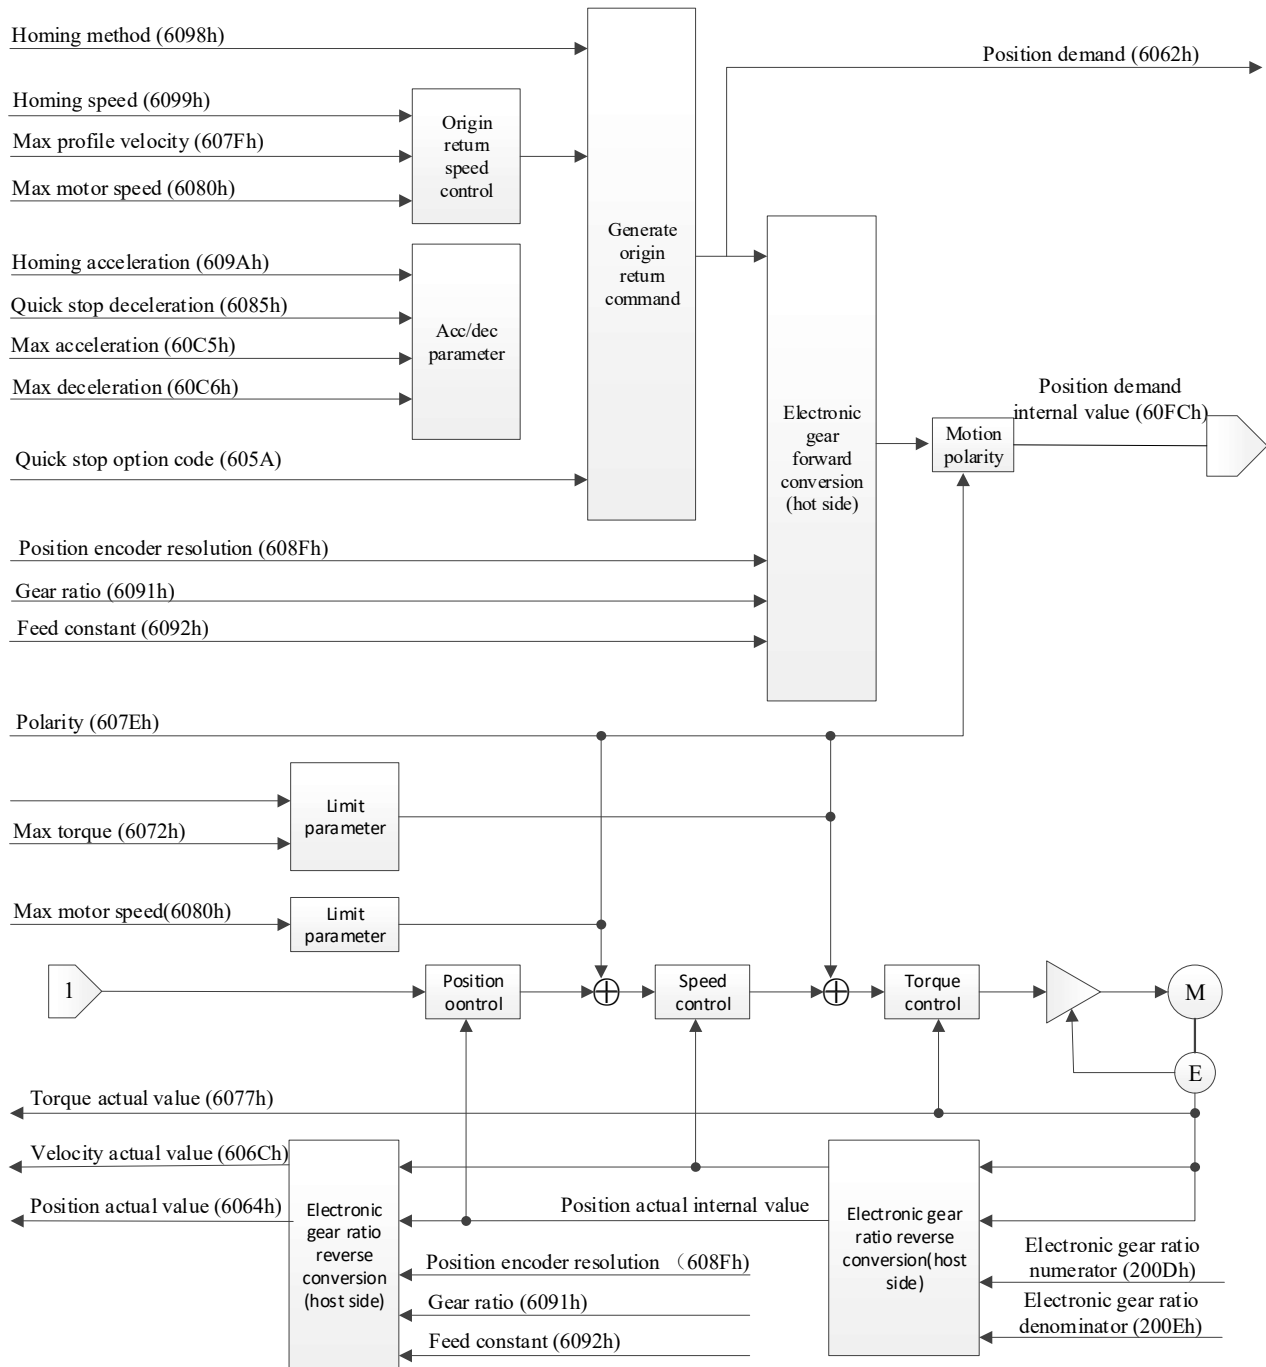 Homing method (6098h)
Position demand (6062h)
Homing speed (6099h)
Max profile velocity (607Fh)
Max motor speed (6080h)
Origin
return
speed
control
Generate
origin
return
command
Homing acceleration (609Ah)
Quick stop deceleration (6085h)
Max acceleration (60C5h)
Max deceleration (60C6h)
Acc/dec
parameter
Quick stop option code (605A)
Electronic
gear
forward
conversion
(hot side)
Motion
polarity
Position demand
internal value (60FCh)
Position encoder resolution (608Fh)
Gear ratio (6091h)
Feed constant (6092h)
Polarity (607Eh)
Limit
parameter
Max torque (6072h)
Max motor speed(6080h)
Limit
parameter
1
Position
oontrol
Speed
control
Torque
control
M
E
Torque actual value (6077h)
Velocity actual value (606Ch)
Position actual value (6064h)
Electronic
gear ratio
reverse
conversion
(host side)
Position actual internal value
Electronic gear
ratio reverse
conversion(host
side)
Position encoder resolution （608Fh)
Gear ratio (6091h)
Feed constant (6092h)
Electronic gear ratio
numerator (200Dh)
Electronic gear ratio
denominator (200Eh)